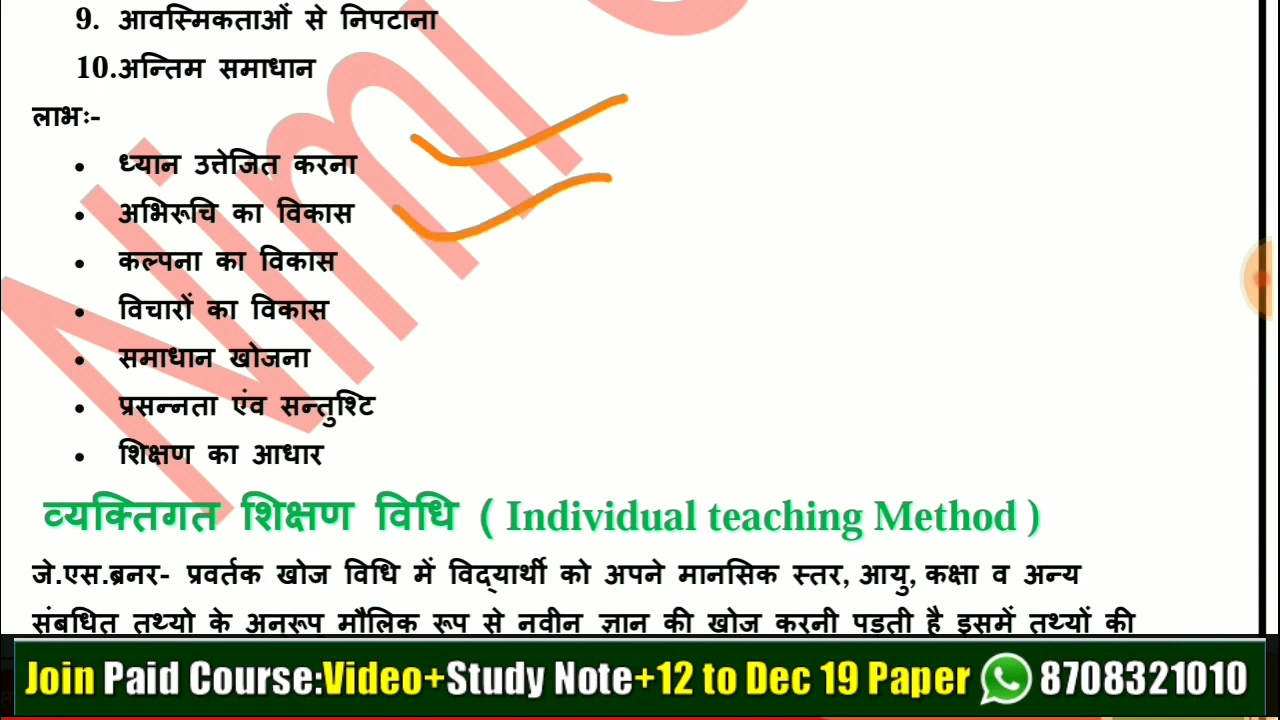 9. आवस्मिकताओं से निपटाना
10.अन्तिम समाधान
लाभः-
• ध्यान उत्तेजित करना
• अभिरूचि का विकास
• कल्पना का विकास
• विचारों का विकास
• समाधान खोजना
• प्रसन्नता एंव सन्तुश्टि
• शिक्षण का आधार
व्यक्तिगत शिक्षण विधि ( Individual teaching Method )
जे.एस.ब्रनर- प्रवर्तक खोज विधि में विद्यार्थी को अपने मानसिक स्तर, आयु, कक्षा व अन्य
संबधित तथ्यो के अनरूप मौलिक रूप से नवीन ज्ञान की खोज करनी पडती है इसमें तथ्यों की
Join Paid Course:Video+Study Note+12 to Dec 19 Paper 8708321010